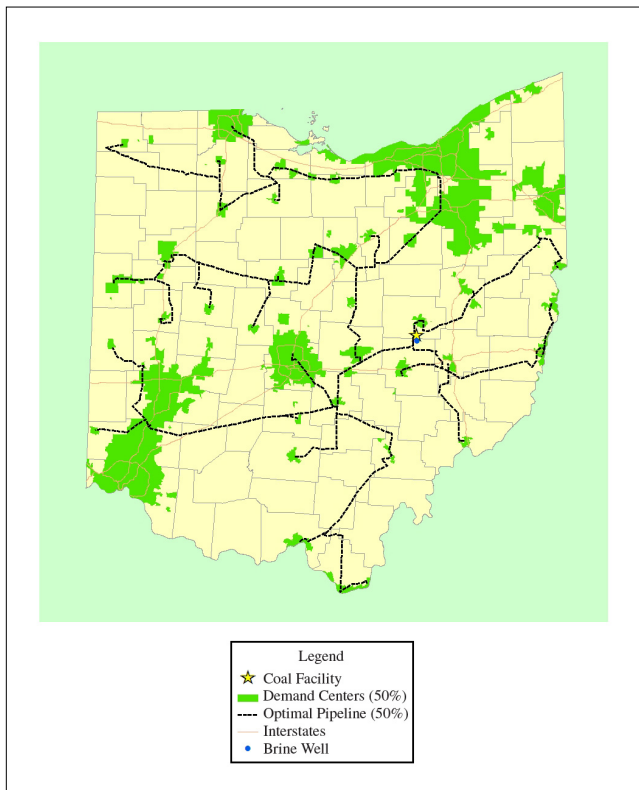 Legend
Coal Facility
Demand Centers (50%)
Optimal Pipeline (50%)
Interstates
Brine Well